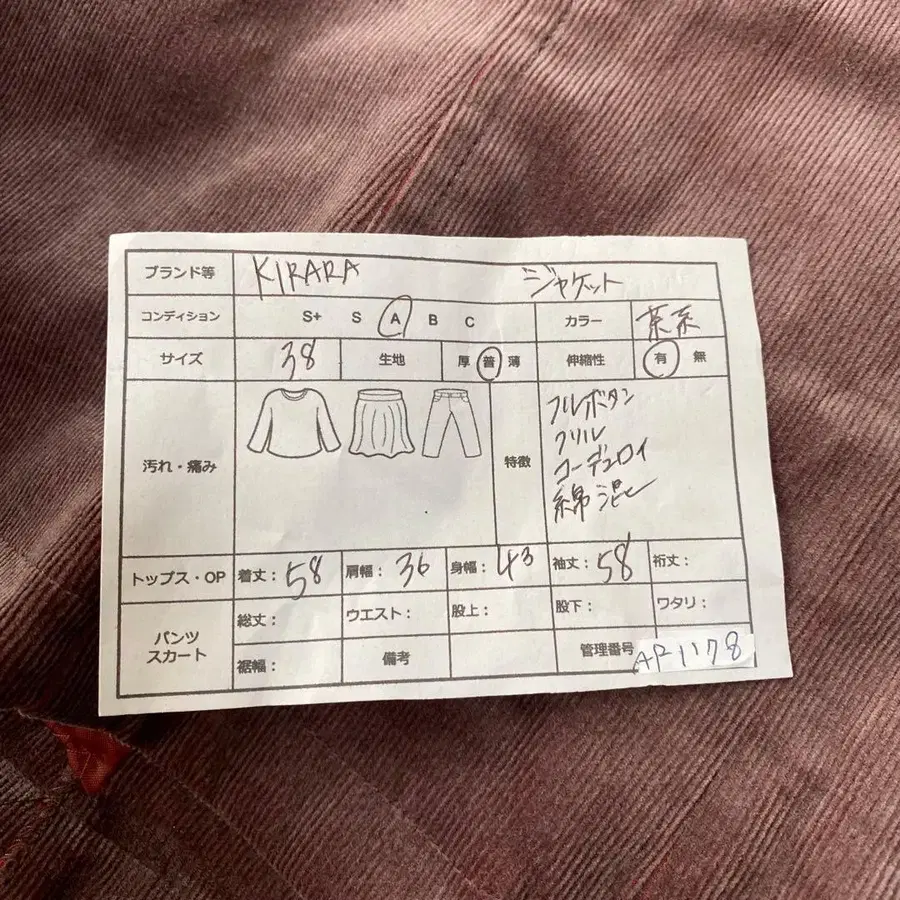 ブランド等 KIRARA ジャケット
コンディション S+ S A B C カラー 茶系
サイズ 38 生地 厚 普 薄 伸縮性 有 無
汚れ・痛み 特徴
フルボタン
フリル
コーデュロイ
綿混
トップス・OP 着丈：58 肩幅：36 身幅：43 袖丈：58 裄丈：
パンツ スカート
総丈： ウエスト： 股上： 股下： ワタリ：
裾幅： 備考 管理番号 AP1178